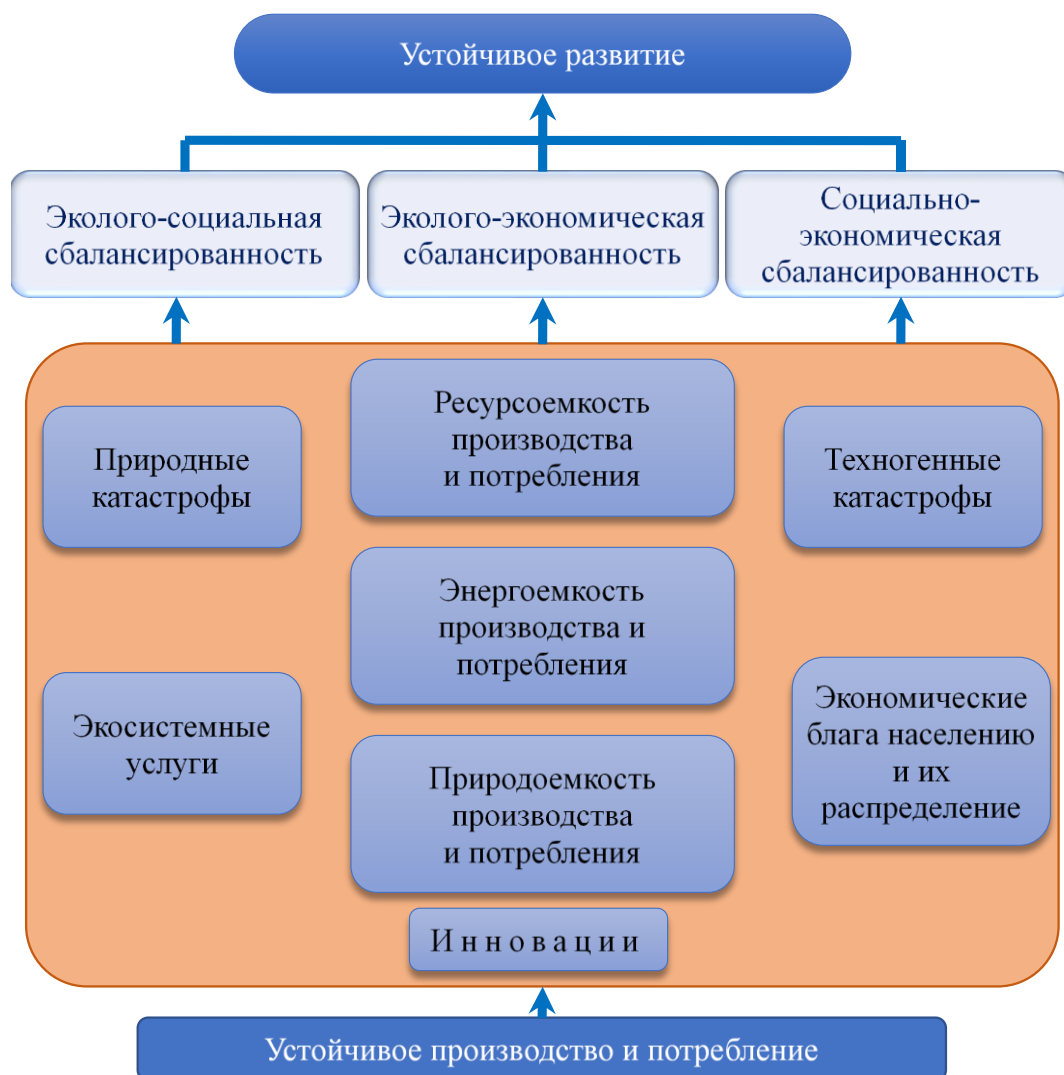 Устойчивое развитие
Эколого-социальная
сбалансированность
Эколого-экономическая
сбалансированность
Социально-
экономическая
сбалансированность
Природные
катастрофы
Ресурсоемкость
производства
и потребления
Техногенные
катастрофы
Энергоемкость
производства и
потребления
Экосистемные
услуги
Экономические
блага населению
и их
распределение
Природоемкость
производства
и потребления
И н н о в а ц и и
Устойчивое производство и потребление